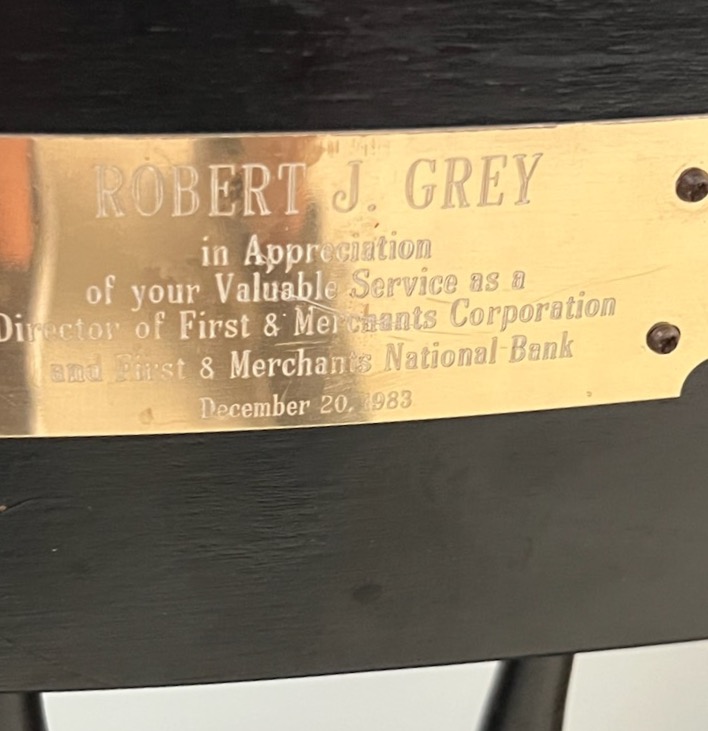 ROBERT J. GREY
in Appreciation
of your Valuable Service as a
Director of First & Merchants Corporation
and First & Merchants National Bank
December 20, 1983